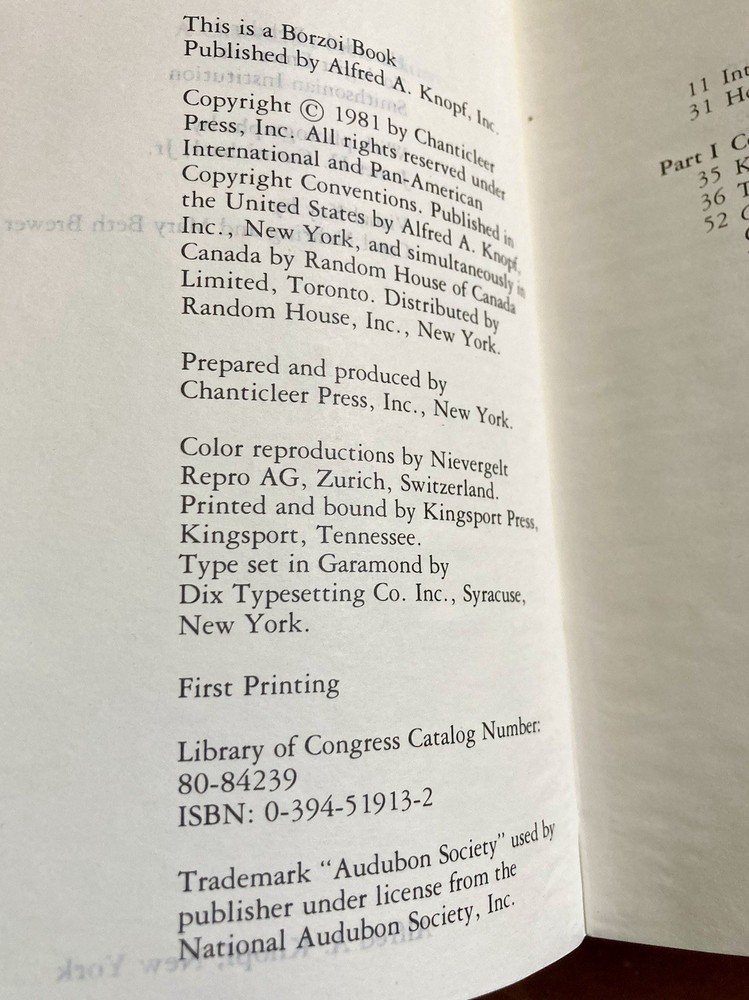 This is a Borzoi Book
Published by Alfred A. Knopf, Inc.
Copyright © 1981 by Chanticleer
Press, Inc. All rights reserved under
International and Pan-American
Copyright Conventions. Published in
the United States by Alfred A. Knopf,
Inc., New York, and simultaneously in
Canada by Random House of Canada
Limited, Toronto. Distributed by
Random House, Inc., New York.
Prepared and produced by
Chanticleer Press, Inc., New York.
Color reproductions by Nievergelt
Repro AG, Zurich, Switzerland.
Printed and bound by Kingsport Press,
Kingsport, Tennessee.
Type set in Garamond by
Dix Typesetting Co. Inc., Syracuse,
New York.
First Printing
Library of Congress Catalog Number:
80-84239
ISBN: 0-394-51913-2
Trademark "Audubon Society" used by
publisher under license from the
National Audubon Society, Inc.
11 Int
31 Ho
Part I C
35 K
36 T
52